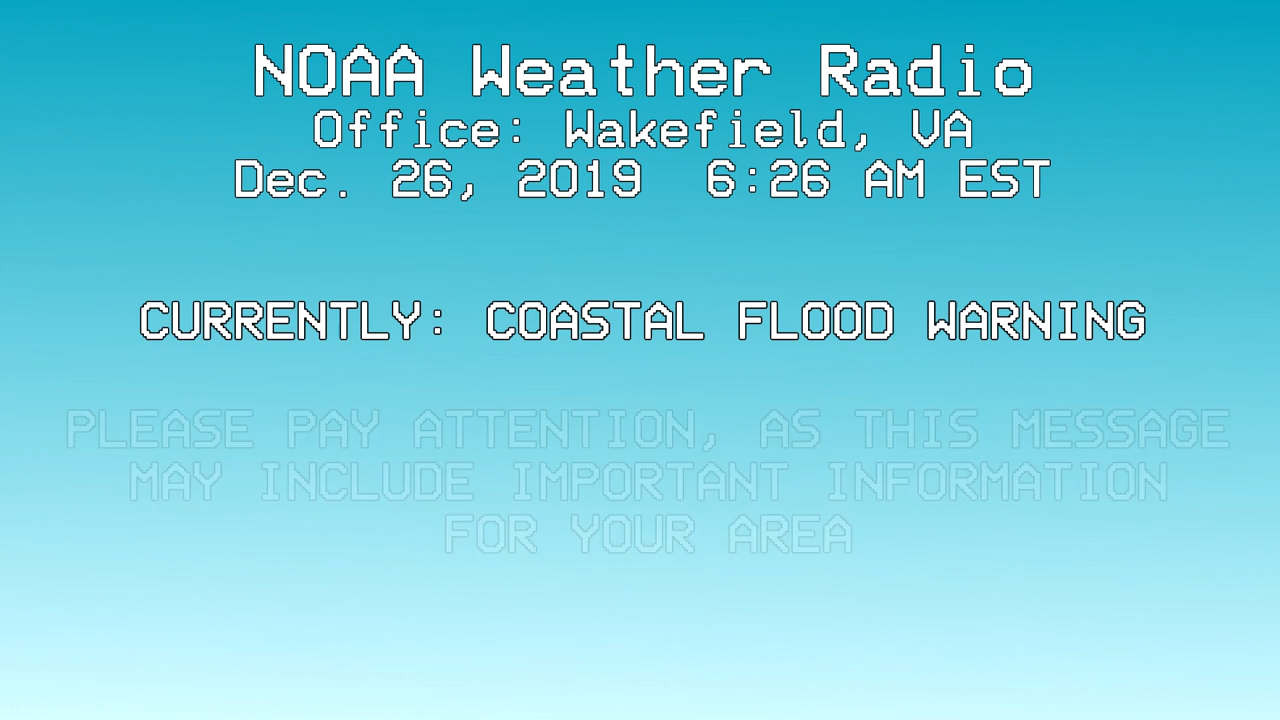 NOAA Weather Radio
Office: Wakefield, VA
Dec. 26, 2019  6:26 AM EST
CURRENTLY: COASTAL FLOOD WARNING
PLEASE PAY ATTENTION, AS THIS MESSAGE
MAY INCLUDE IMPORTANT INFORMATION
FOR YOUR AREA